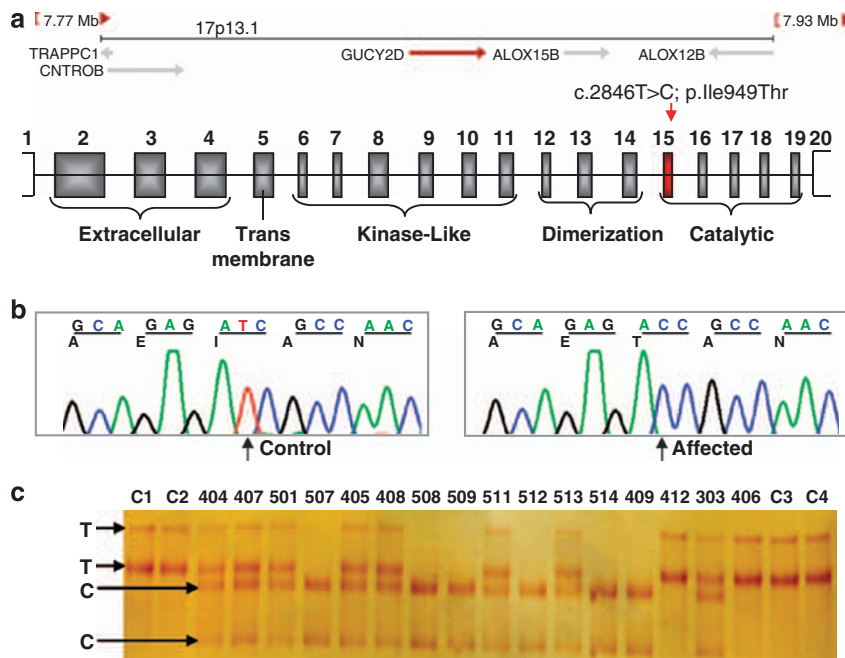 a
7.77 Mb 17p13.1 7.93 Mb
TRAPPC1 GUCY2D ALOX15B ALOX12B
CNTROB
c.2846T>C; p.Ile949Thr
1 2 3 4 5 6 7 8 9 10 11 12 13 14 15 16 17 18 19 20
Extracellular Trans membrane Kinase-Like Dimerization Catalytic
b
G C A G A G A T C G C C A A C
A E I A N
Control
G C A G A G A C C G C C A A C
A E T A N
Affected
c
C1 C2 404 407 501 507 405 408 508 509 511 512 513 514 409 412 303 406 C3 C4
T
T
C
C